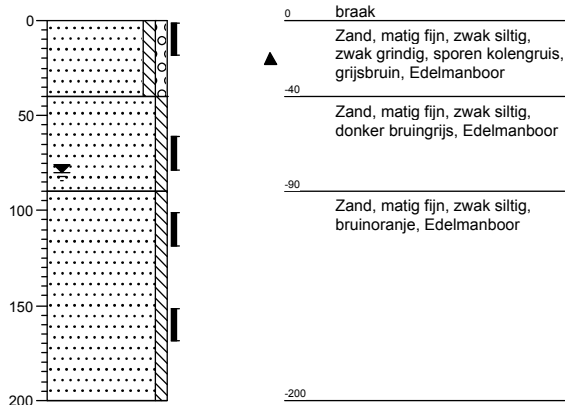 0
50
100
150
200
0
braak
Zand, matig fijn, zwak siltig,
zwak grindig, sporen kolengruis,
grijsbruin, Edelmanboor
-40
Zand, matig fijn, zwak siltig,
donker bruingrijs, Edelmanboor
-90
Zand, matig fijn, zwak siltig,
bruinoranje, Edelmanboor
-200